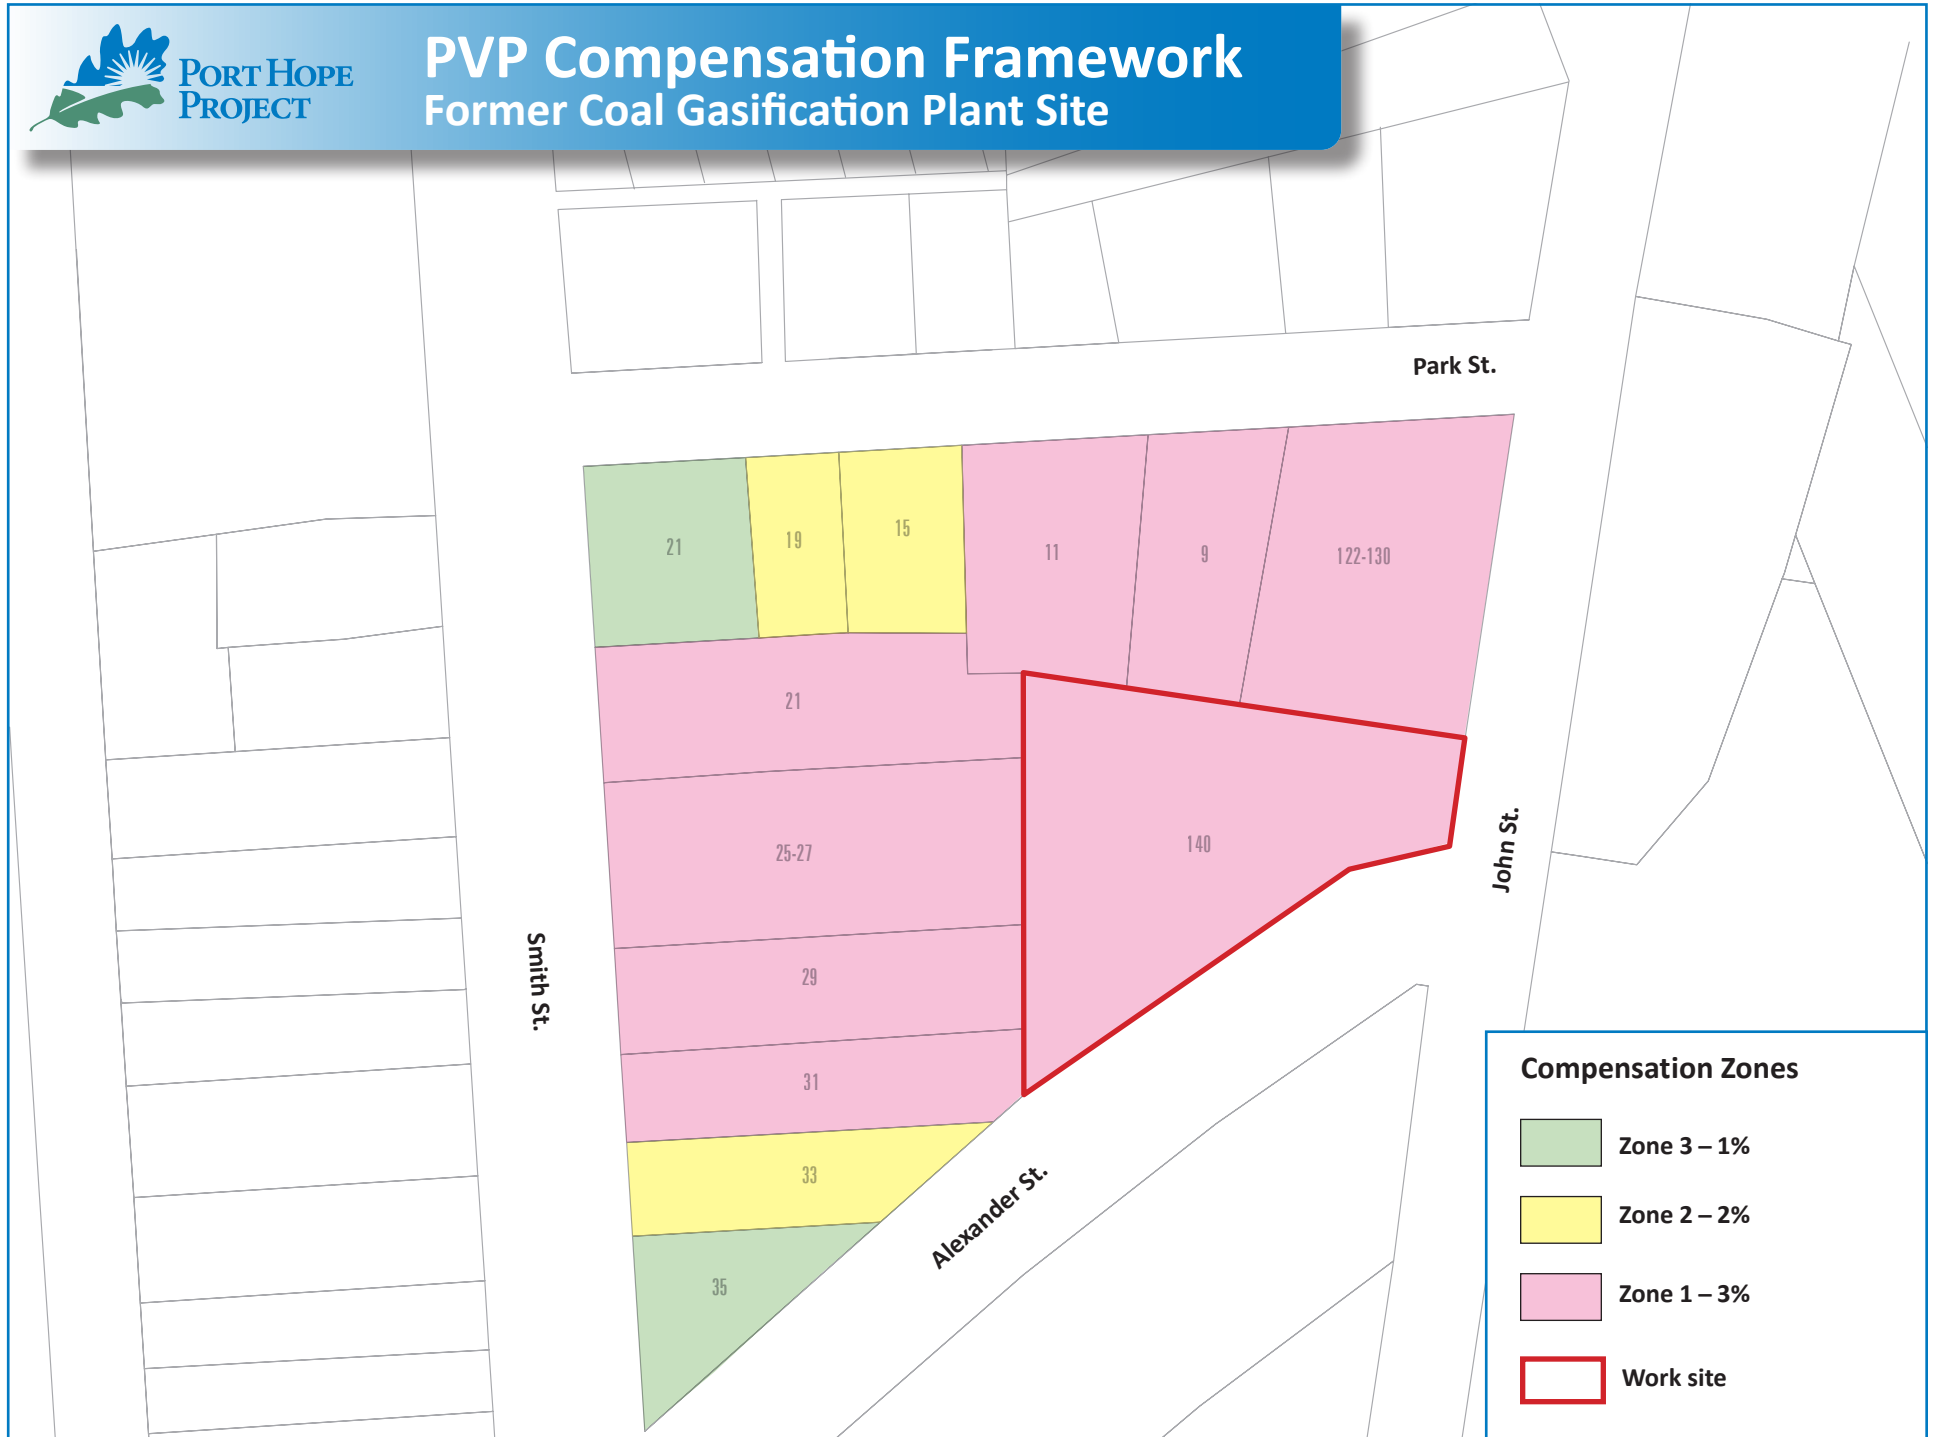 PORT HOPE
PROJECT
PVP Compensation Framework
Former Coal Gasification Plant Site
Park St.
21
19
15
11
9
122-130
21
25-27
140
John St.
Smith St.
29
31
33
Alexander St.
35
Compensation Zones
Zone 3 – 1%
Zone 2 – 2%
Zone 1 – 3%
Work site